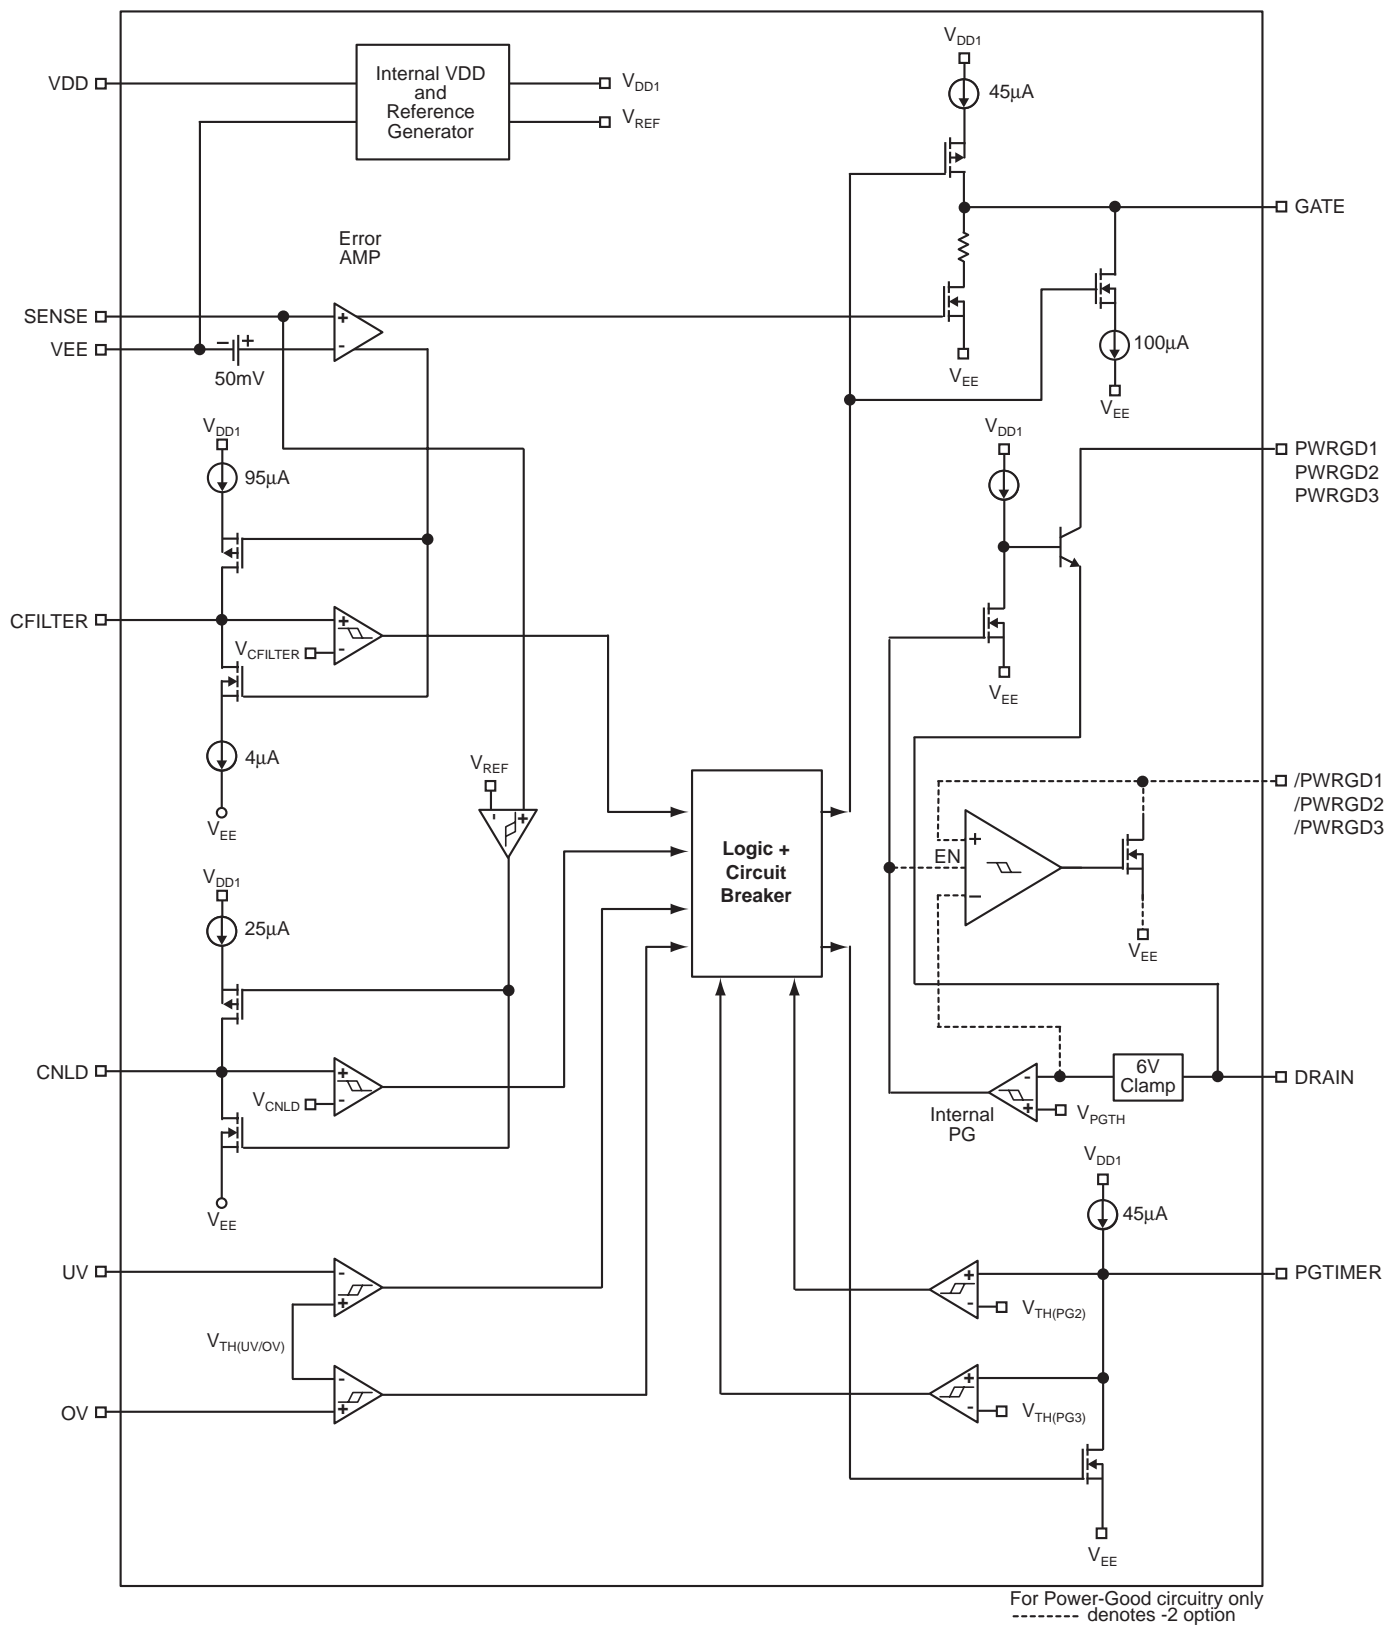 V_DD1
VDD
Internal VDD
and
Reference
Generator
V_DD1
V_REF
45µA
GATE
Error
AMP
SENSE
+
VEE
− +
-
50mV
100µA
V_EE
V_EE
V_DD1
95µA
V_DD1
PWRGD1
PWRGD2
PWRGD3
CFILTER
+
V_CFILTER
-
V_EE
4µA
V_REF
V_EE
- +
/PWRGD1
/PWRGD2
/PWRGD3
Logic +
Circuit
Breaker
+
EN
−
V_EE
V_DD1
25µA
CNLD
+
V_CNLD
-
V_EE
6V
Clamp
DRAIN
-
+
V_PGTH
Internal
PG
V_DD1
45µA
UV
-
+
PGTIMER
+
-
V_TH(PG2)
V_TH(UV/OV)
-
+
OV
+
-
V_TH(PG3)
V_EE
For Power-Good circuitry only
------- denotes -2 option